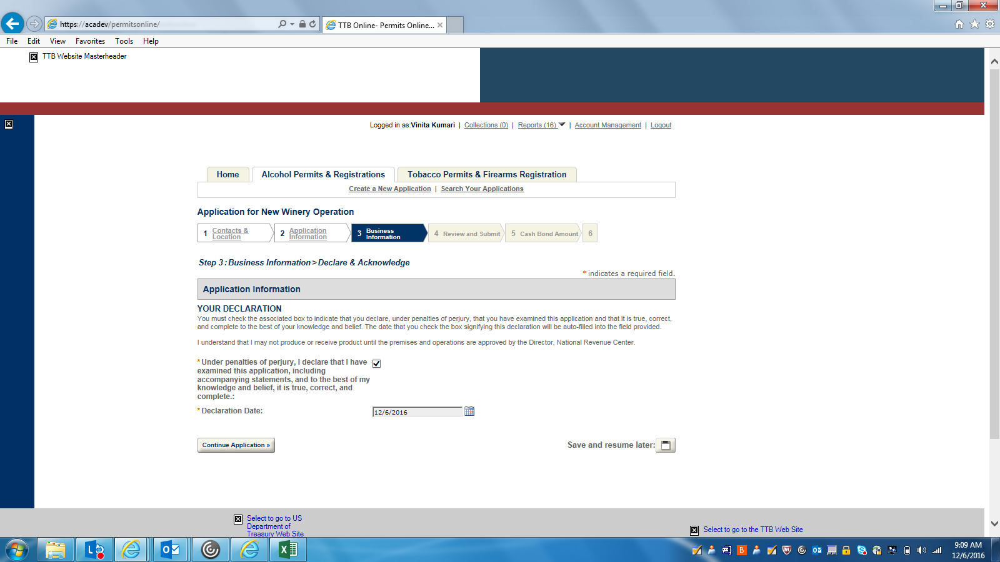 https://acadev/permitsonline/
TTB Online- Permits Online...
File Edit View Favorites Tools Help
TTB Website Masterheader
Logged in as:Vinita Kumari | Collections (0) | Reports (16) | Account Management | Logout
Home
Alcohol Permits & Registrations
Tobacco Permits & Firearms Registration
Create a New Application | Search Your Applications
Application for New Winery Operation
1 Contacts & Location
2 Application Information
3 Business Information
4 Review and Submit
5 Cash Bond Amount
6
Step 3: Business Information > Declare & Acknowledge
* indicates a required field.
Application Information
YOUR DECLARATION
You must check the associated box to indicate that you declare, under penalties of perjury, that you have examined this application and that it is true, correct,
and complete to the best of your knowledge and belief. The date that you check the box signifying this declaration will be auto-filled into the field provided.
I understand that I may not produce or receive product until the premises and operations are approved by the Director, National Revenue Center.
* Under penalties of perjury, I declare that I have
examined this application, including
accompanying statements, and to the best of my
knowledge and belief, it is true, correct, and
complete.:
* Declaration Date:
12/6/2016
Continue Application »
Save and resume later:
Select to go to US
Department of
Treasury Web Site
Select to go to the TTB Web Site
9:09 AM
12/6/2016